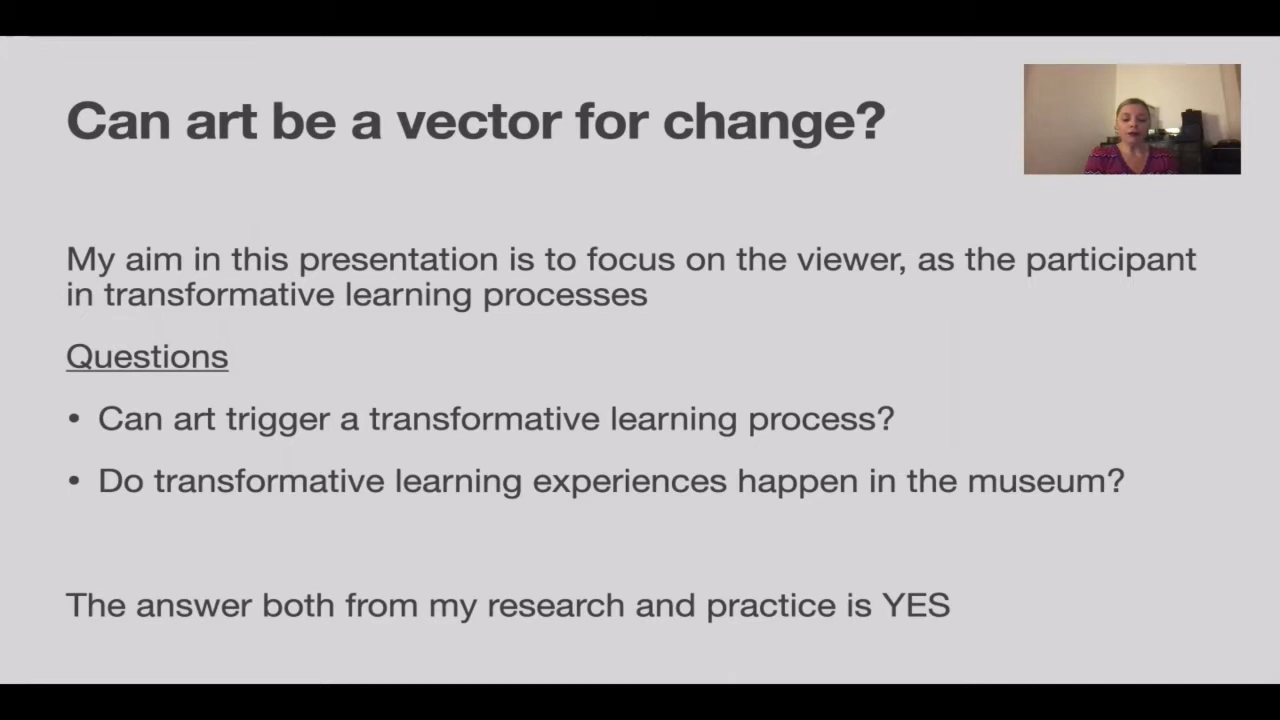 Can art be a vector for change?
My aim in this presentation is to focus on the viewer, as the participant
in transformative learning processes
Questions
• Can art trigger a transformative learning process?
• Do transformative learning experiences happen in the museum?
The answer both from my research and practice is YES